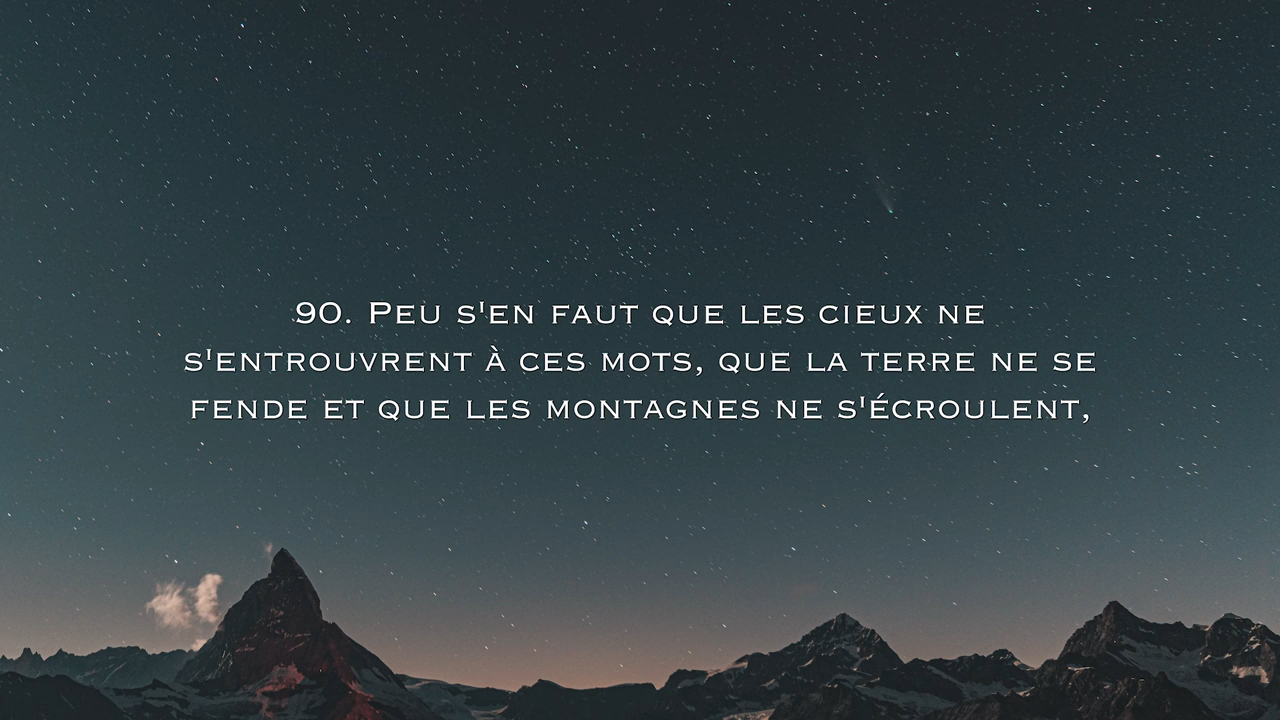 90. Peu s'en faut que les cieux ne
s'entrouvrent à ces mots, que la terre ne se
fende et que les montagnes ne s'écroulent,